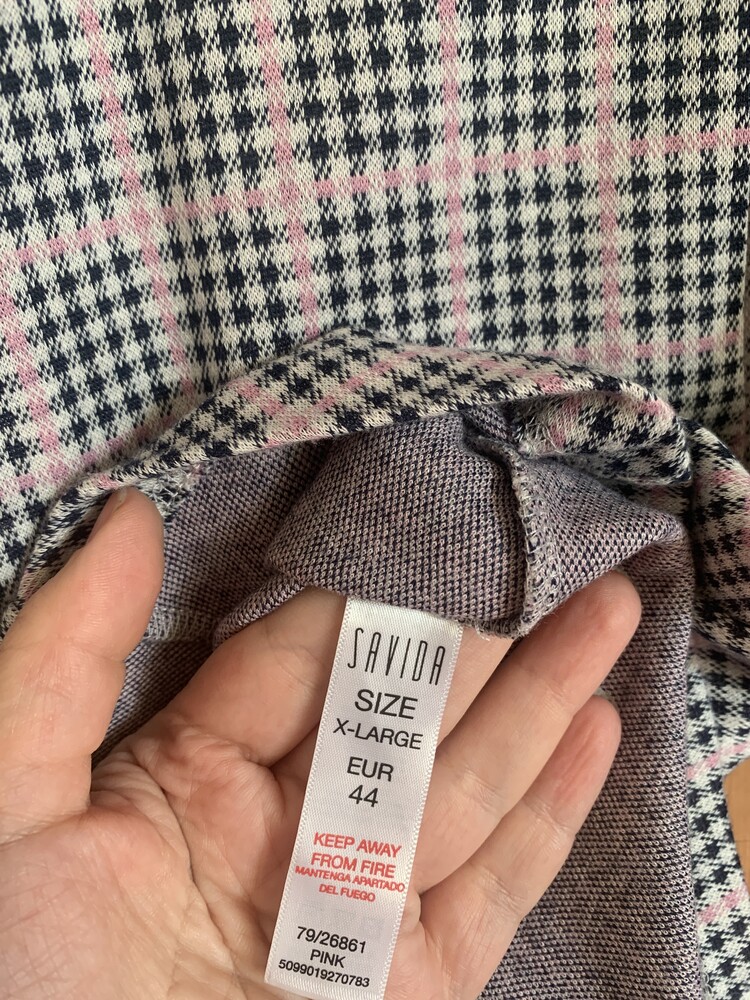 SAVIDA
SIZE
X-LARGE
EUR
44
KEEP AWAY
FROM FIRE
MANTENGA APARTADO
DEL FUEGO
79/26861
PINK
5099019270783